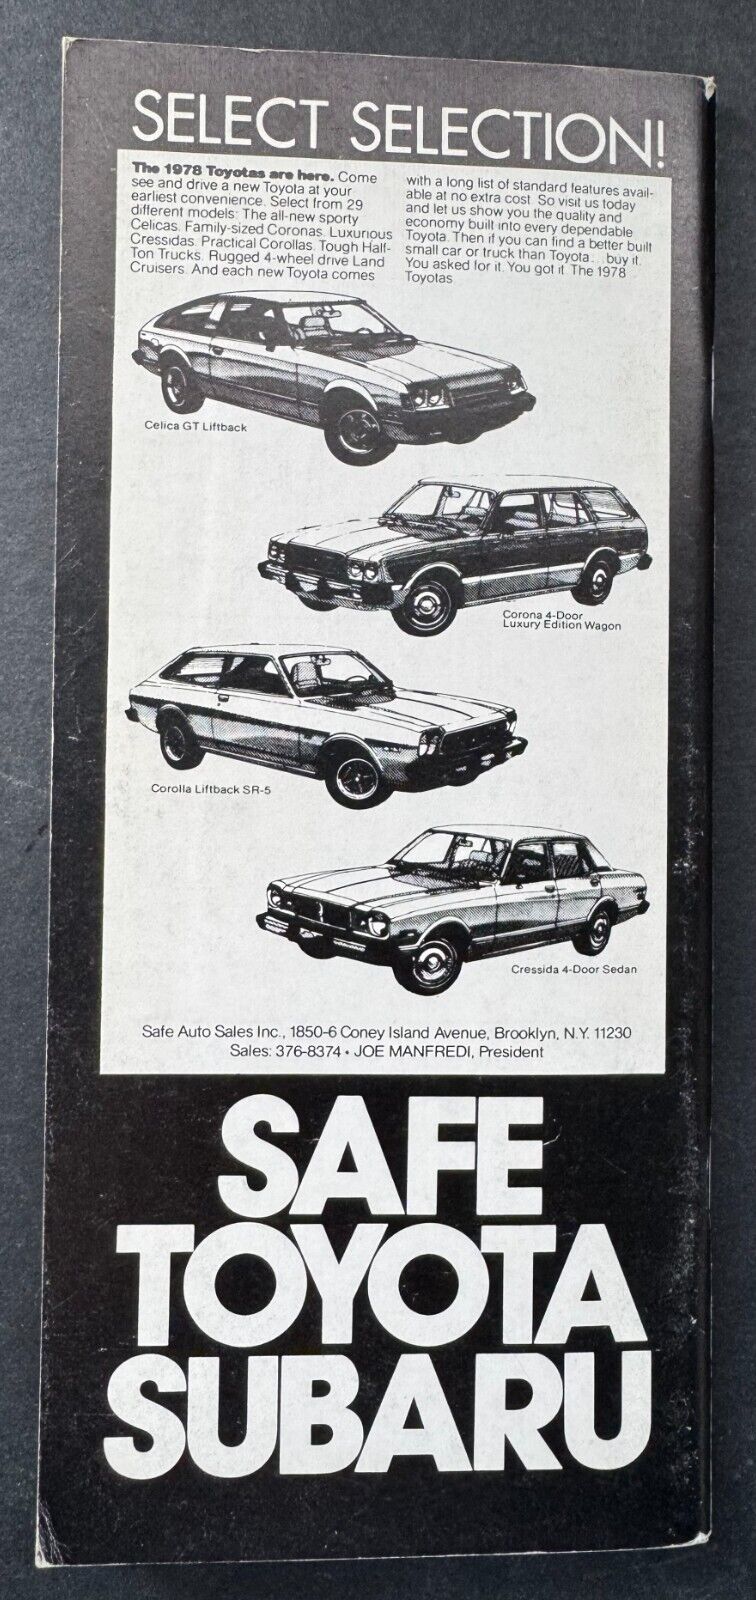 SELECT SELECTION!
The 1978 Toyotas are here. Come
see and drive a new Toyota at your
earliest convenience. Select from 29
different models: The all-new sporty
Celicas. Family-sized Coronas. Luxurious
Cressidas. Practical Corollas. Tough Half-
Ton Trucks. Rugged 4-wheel drive Land
Cruisers. And each new Toyota comes
with a long list of standard features avail-
able at no extra cost. So visit us today
and let us show you the quality and
economy built into every dependable
Toyota. Then if you can find a better built
small car or truck than Toyota... buy it.
You asked for it. You got it. The 1978
Toyotas.
Celica GT Liftback
Corona 4-Door
Luxury Edition Wagon
Corolla Liftback SR-5
Cressida 4-Door Sedan
Safe Auto Sales Inc., 1850-6 Coney Island Avenue, Brooklyn, N.Y. 11230
Sales: 376-8374 • JOE MANFREDI, President
SAFE
TOYOTA
SUBARU